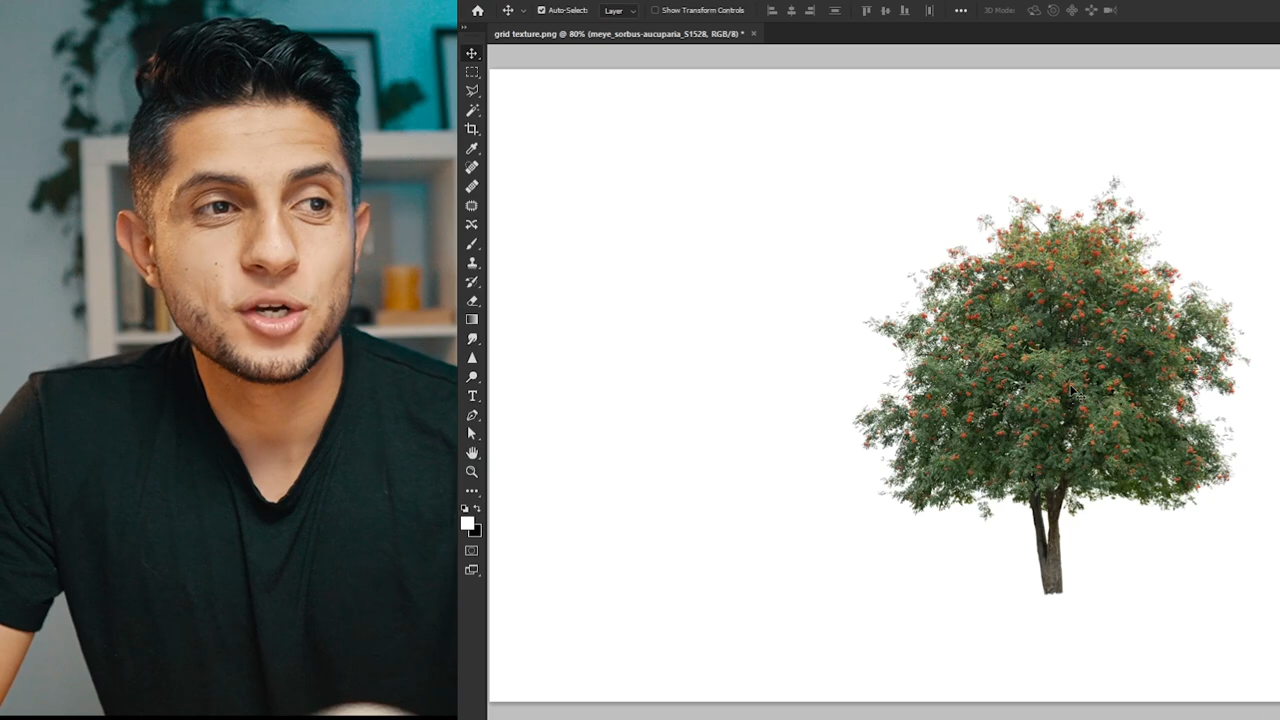 Auto-Select: Layer Show Transform Controls 3D Mode:
grid texture.png @ 80% (meye_sorbus-aucuparia_S1528, RGB/8) *
T